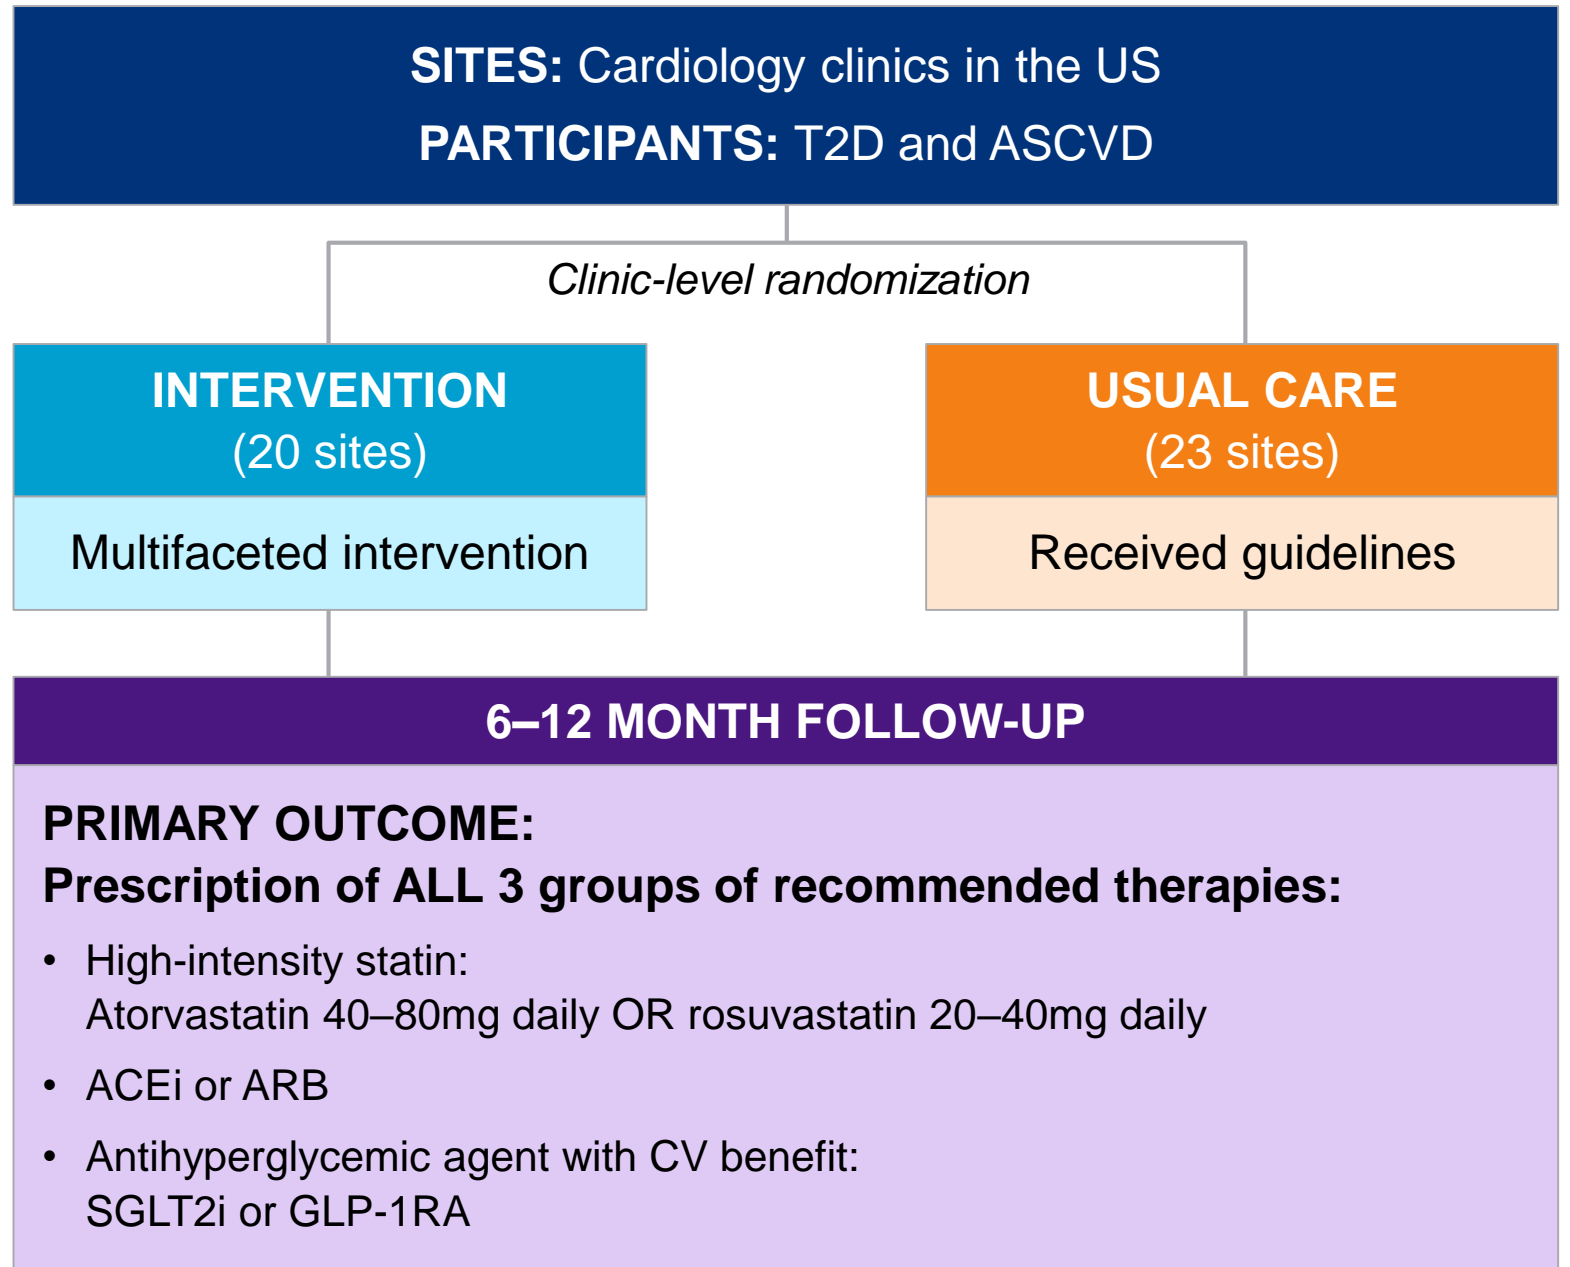 SITES: Cardiology clinics in the US
PARTICIPANTS: T2D and ASCVD
Clinic-level randomization
INTERVENTION
(20 sites)
Multifaceted intervention
USUAL CARE
(23 sites)
Received guidelines
6–12 MONTH FOLLOW-UP
PRIMARY OUTCOME:
Prescription of ALL 3 groups of recommended therapies:
• High-intensity statin:
Atorvastatin 40–80mg daily OR rosuvastatin 20–40mg daily
• ACEi or ARB
• Antihyperglycemic agent with CV benefit:
SGLT2i or GLP-1RA